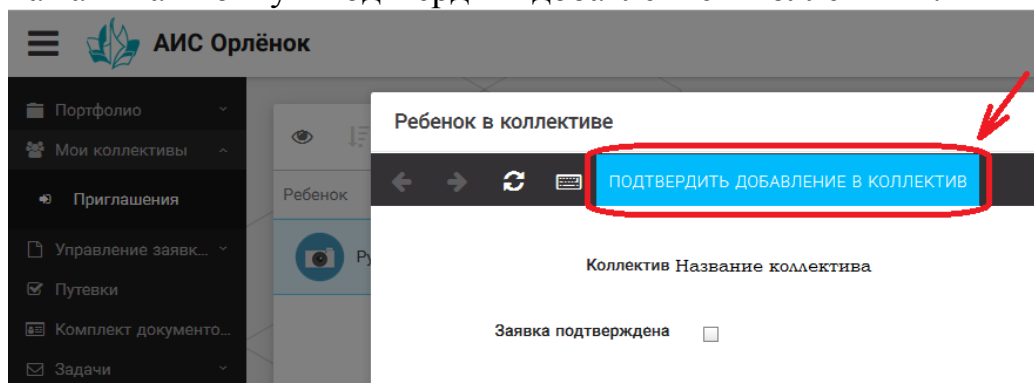 АИС Орлёнок
Портфолио
Мои коллективы
Приглашения
Управление заявк...
Путевки
Комплект документо...
Задачи
Ребенок
Ребенок в коллективе
ПОДТВЕРДИТЬ ДОБАВЛЕНИЕ В КОЛЛЕКТИВ
Коллектив Название коллектива
Заявка подтверждена